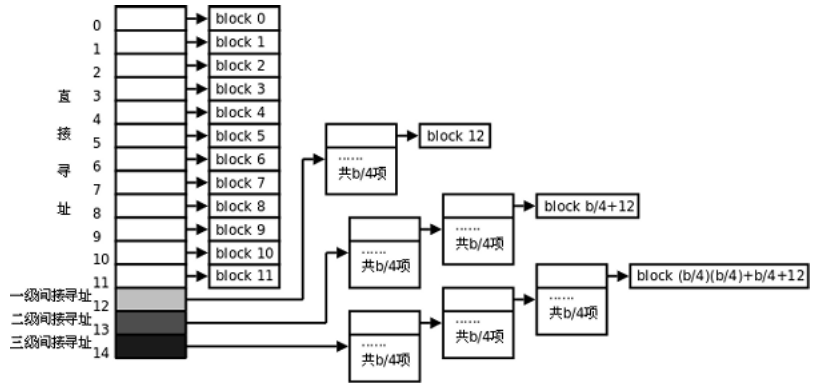 0
block 0
1
block 1
2
block 2
3
block 3
4
block 4
5
block 5
6
block 6
7
block 7
8
block 8
9
block 9
10
block 10
11
block 11
直
接
寻
址
一级间接寻址
12
二级间接寻址
13
三级间接寻址
14
……
共b/4项
block 12
……
共b/4项
……
共b/4项
block b/4+12
……
共b/4项
……
共b/4项
……
共b/4项
block (b/4)(b/4)+b/4+12